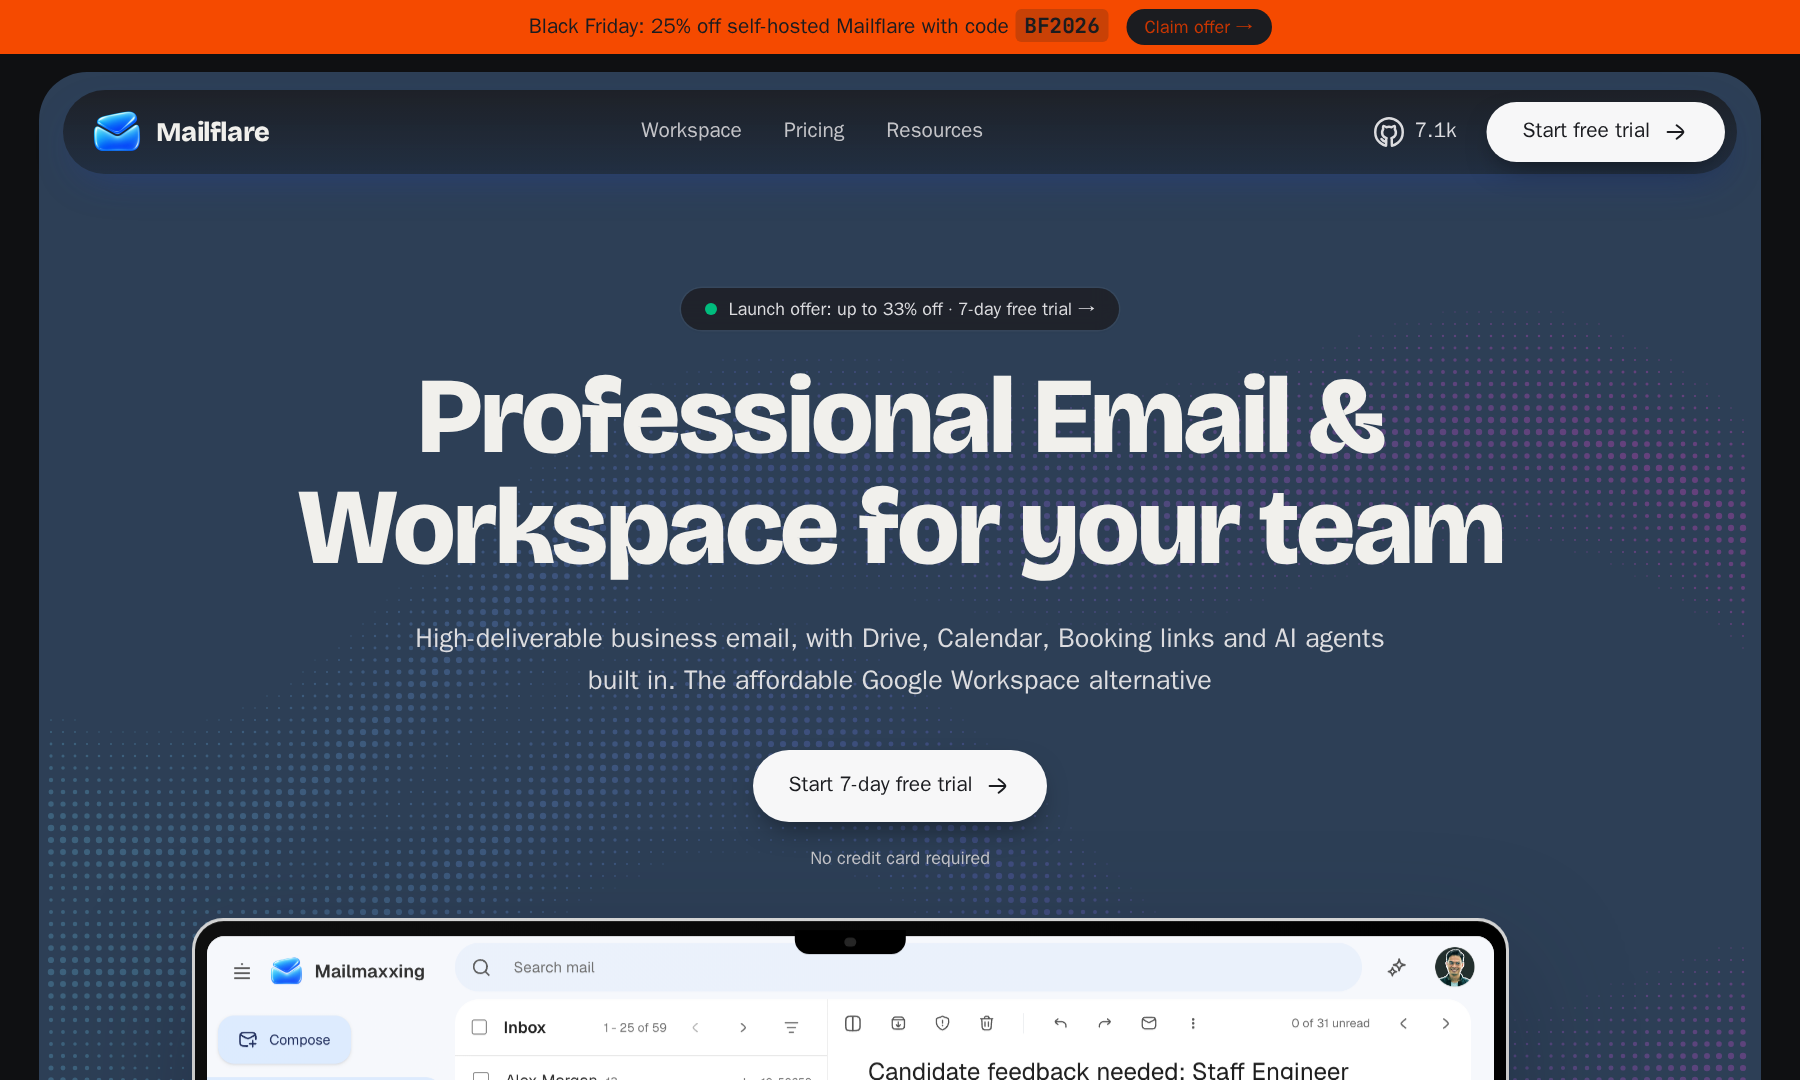 Black Friday: 25% off self-hosted Mailflare with code BF2026 Claim offer →
Mailflare
Workspace Pricing Resources
7.1k
Start free trial →
Launch offer: up to 33% off · 7-day free trial →
Professional Email &
Workspace for your team
High-deliverable business email, with Drive, Calendar, Booking links and AI agents
built in. The affordable Google Workspace alternative
Start 7-day free trial →
No credit card required
Mailmaxxing
Search mail
Compose
Inbox
1 - 25 of 59
0 of 31 unread
Alex Morgan
Candidate feedback needed: Staff Engineer